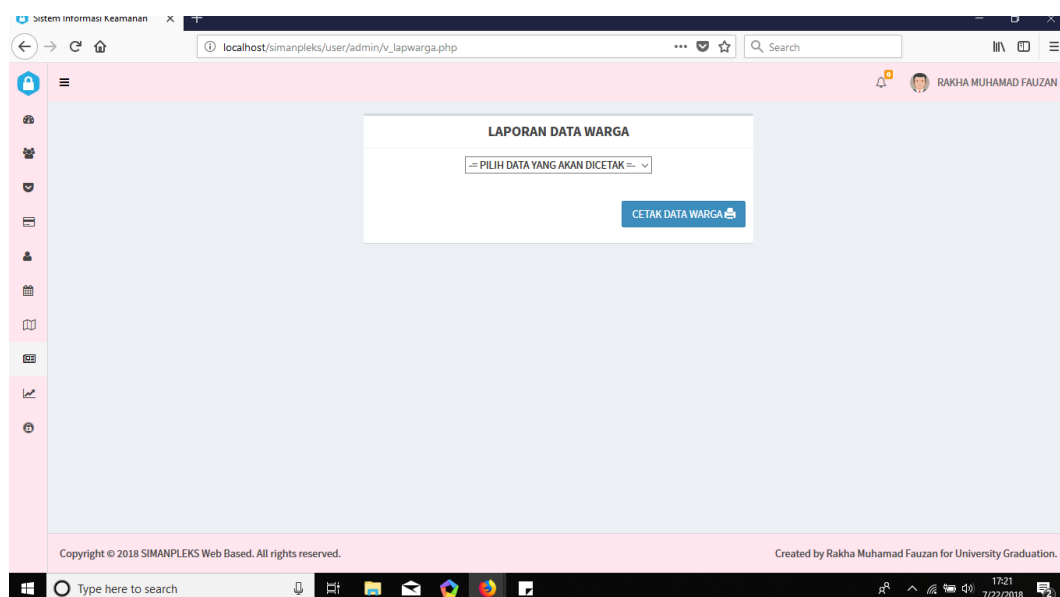 Sistem Informasi Keamanan
localhost/simanpleks/user/admin/v_lapwarga.php
Search
0
RAKHA MUHAMAD FAUZAN
LAPORAN DATA WARGA
-= PILIH DATA YANG AKAN DICETAK =-
CETAK DATA WARGA
Copyright © 2018 SIMANPLEKS Web Based. All rights reserved.
Created by Rakha Muhamad Fauzan for University Graduation.
Type here to search
17:21
7/22/2018
2